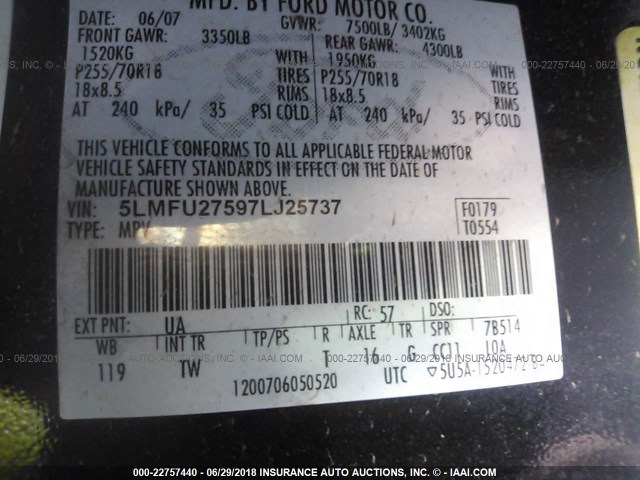 MFD. BY FORD MOTOR CO.
DATE: 06/07 GVWR: 7500LB/ 3402KG
FRONT GAWR: 3350LB REAR GAWR: 4300LB
1520KG WITH 1950KG WITH
P255/70R18 TIRES P255/70R18 TIRES
18x8.5 RIMS 18x8.5 RIMS
AT 240 kPa/ 35 PSI COLD AT 240 kPa/ 35 PSI COLD
THIS VEHICLE CONFORMS TO ALL APPLICABLE FEDERAL MOTOR
VEHICLE SAFETY STANDARDS IN EFFECT ON THE DATE OF
MANUFACTURE SHOWN ABOVE.
VIN: 5LMFU27597LJ25737 F0179
TYPE: MPV T0554
EXT PNT: UA RC: 57 DSO:
WB INT TR TP/PS R AXLE TR SPR 7B514
119 TW T 16 G CC11 IOA
1200706050520 UTC
000-22757440 - 06/29/2018 INSURANCE AUTO AUCTIONS, INC. © - IAAI.COM